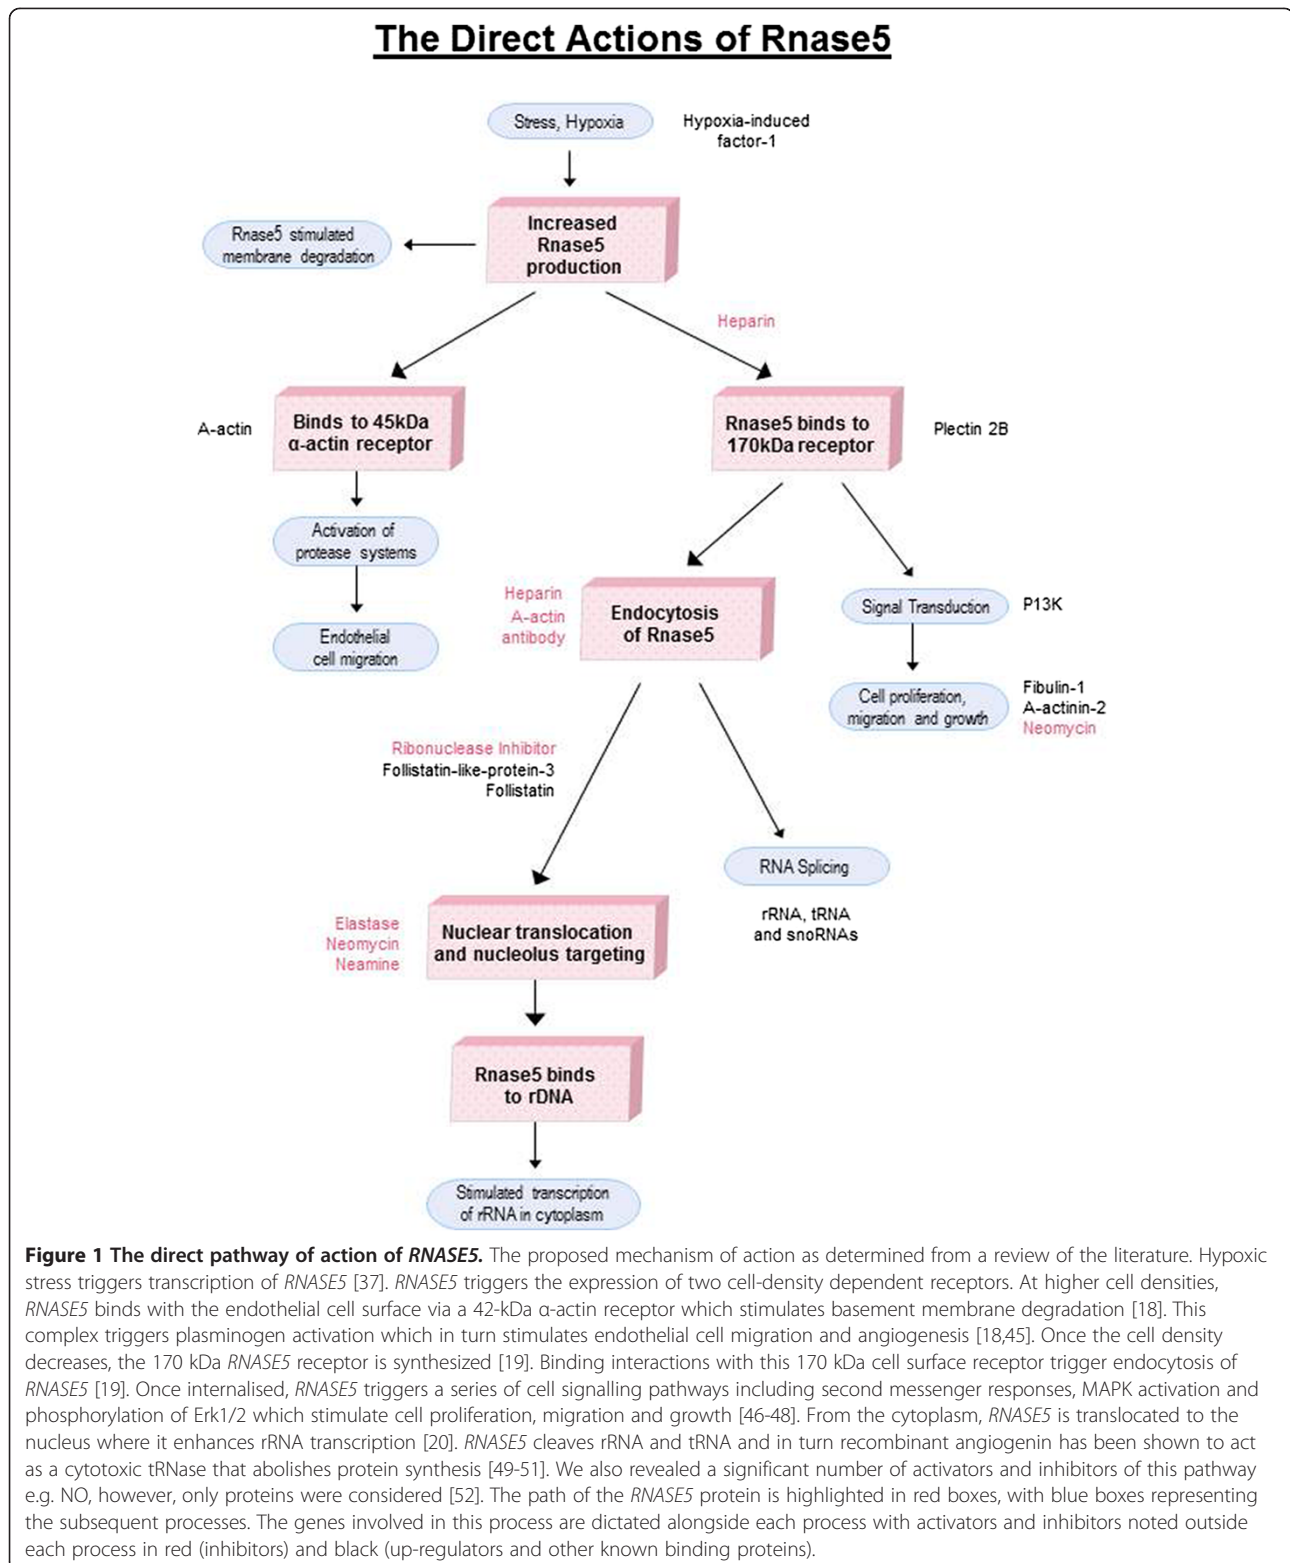 The Direct Actions of Rnase5
Stress, Hypoxia
Hypoxia-induced
factor-1
Increased
Rnase5
production
Rnase5 stimulated
membrane degradation
Heparin
A-actin
Binds to 45kDa
α-actin receptor
Rnase5 binds to
170kDa receptor
Plectin 2B
Activation of
protease systems
Endothelial
cell migration
Heparin
A-actin
antibody
Endocytosis
of Rnase5
Signal Transduction
P13K
Cell proliferation,
migration and growth
Fibulin-1
A-actinin-2
Neomycin
Ribonuclease Inhibitor
Follistatin-like-protein-3
Follistatin
RNA Splicing
rRNA, tRNA
and snoRNAs
Elastase
Neomycin
Neamine
Nuclear translocation
and nucleolus targeting
Rnase5 binds
to rDNA
Stimulated transcription
of rRNA in cytoplasm
Figure 1 The direct pathway of action of RNASE5. The proposed mechanism of action as determined from a review of the literature. Hypoxic
stress triggers transcription of RNASE5 [37]. RNASE5 triggers the expression of two cell-density dependent receptors. At higher cell densities,
RNASE5 binds with the endothelial cell surface via a 42-kDa α-actin receptor which stimulates basement membrane degradation [18]. This
complex triggers plasminogen activation which in turn stimulates endothelial cell migration and angiogenesis [18,45]. Once the cell density
decreases, the 170 kDa RNASE5 receptor is synthesized [19]. Binding interactions with this 170 kDa cell surface receptor trigger endocytosis of
RNASE5 [19]. Once internalised, RNASE5 triggers a series of cell signalling pathways including second messenger responses, MAPK activation and
phosphorylation of Erk1/2 which stimulate cell proliferation, migration and growth [46-48]. From the cytoplasm, RNASE5 is translocated to the
nucleus where it enhances rRNA transcription [20]. RNASE5 cleaves rRNA and tRNA and in turn recombinant angiogenin has been shown to act
as a cytotoxic tRNase that abolishes protein synthesis [49-51]. We also revealed a significant number of activators and inhibitors of this pathway
e.g. NO, however, only proteins were considered [52]. The path of the RNASE5 protein is highlighted in red boxes, with blue boxes representing
the subsequent processes. The genes involved in this process are dictated alongside each process with activators and inhibitors noted outside
each process in red (inhibitors) and black (up-regulators and other known binding proteins).